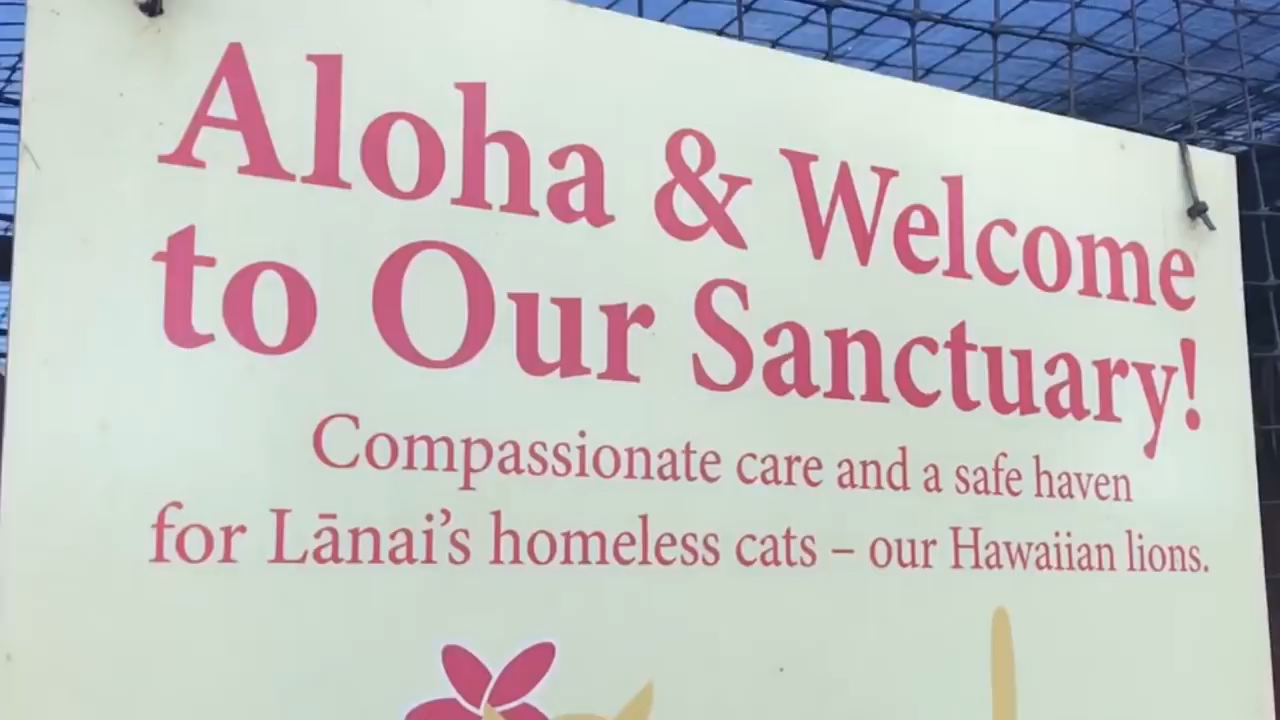 Aloha & Welcome
to Our Sanctuary!
Compassionate care and a safe haven
for Lānai’s homeless cats – our Hawaiian lions.